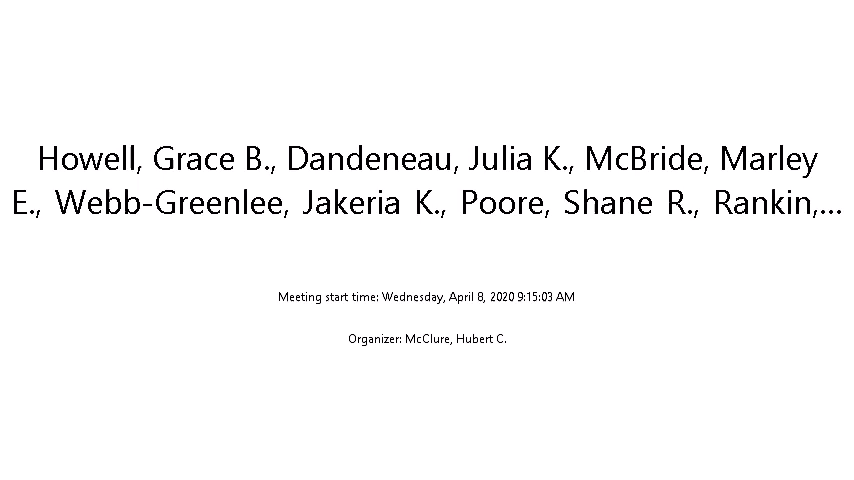 Howell, Grace B., Dandeneau, Julia K., McBride, Marley
E., Webb-Greenlee, Jakeria K., Poore, Shane R., Rankin,...
Meeting start time: Wednesday, April 8, 2020 9:15:03 AM
Organizer: McClure, Hubert C.